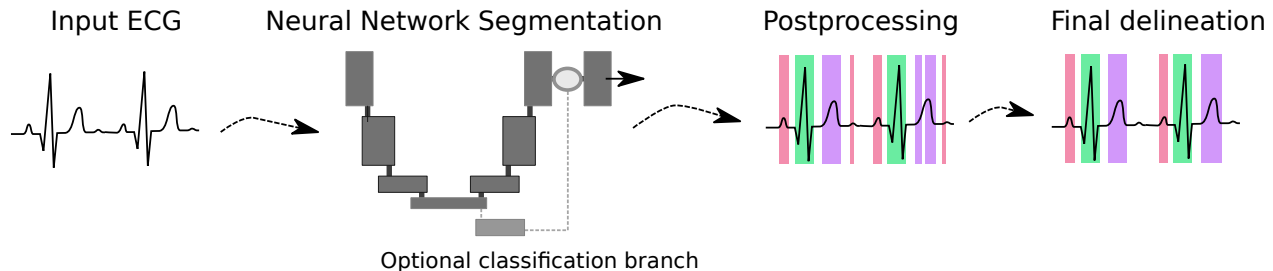 Input ECG
Neural Network Segmentation
Postprocessing
Final delineation
Optional classification branch